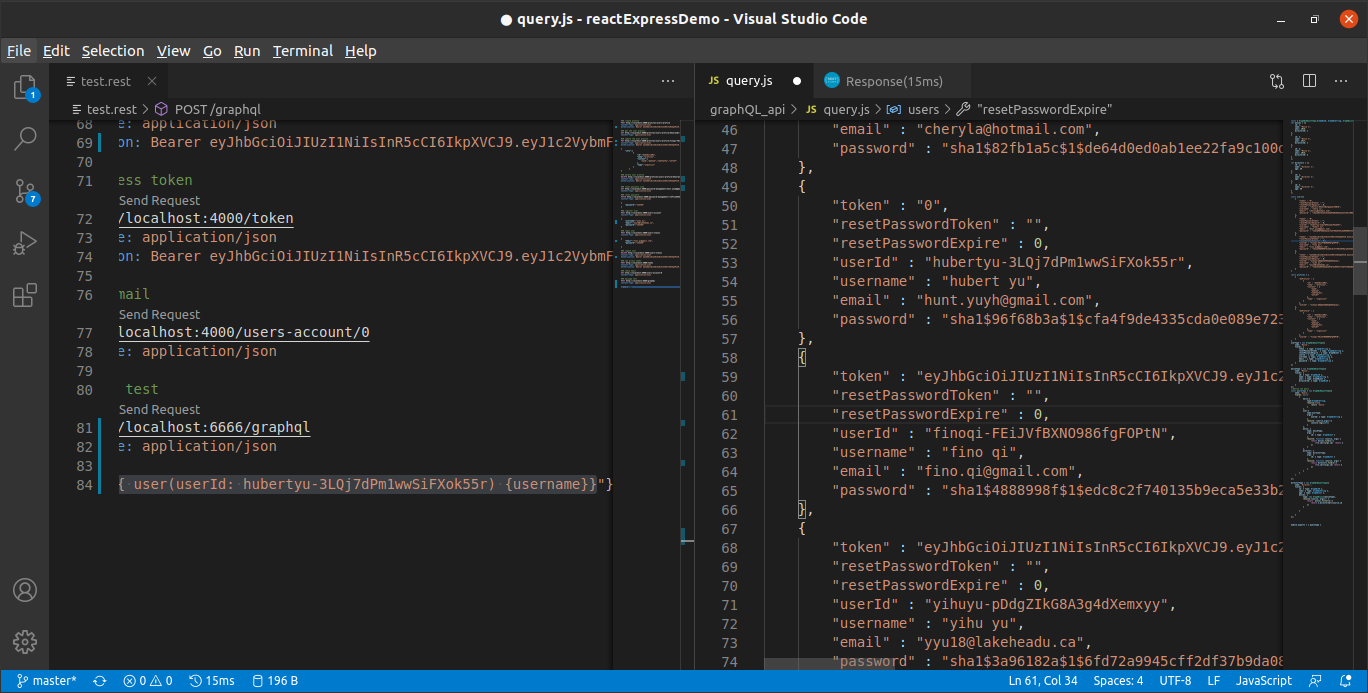 query.js - reactExpressDemo - Visual Studio Code
File Edit Selection View Go Run Terminal Help
test.rest
JS query.js
Response(15ms)
test.rest > POST /graphql
graphQL_api > JS query.js > users > "resetPasswordExpire"
1
7
68 e: application/json
69 on: Bearer eyJhbGciOiJIUzI1NiIsInR5cCI6IkpXVCJ9.eyJ1c2VybmF
70
71 ess token
Send Request
72 /localhost:4000/token
73 e: application/json
74 on: Bearer eyJhbGciOiJIUzI1NiIsInR5cCI6IkpXVCJ9.eyJ1c2VybmF
75
76 mail
Send Request
77 localhost:4000/users-account/0
78 e: application/json
79
80 test
Send Request
81 /localhost:6666/graphql
82 e: application/json
83
84 { user(userId: hubertyu-3LQj7dPm1wwSiFXok55r) {username}}"}
46 "email" : "cheryla@hotmail.com",
47 "password" : "sha1$82fb1a5c$1$de64d0ed0ab1ee22fa9c100c
48 },
49 {
50 "token" : "0",
51 "resetPasswordToken" : "",
52 "resetPasswordExpire" : 0,
53 "userId" : "hubertyu-3LQj7dPm1wwSiFXok55r",
54 "username" : "hubert yu",
55 "email" : "hunt.yuyh@gmail.com",
56 "password" : "sha1$96f68b3a$1$cfa4f9de4335cda0e089e723
57 },
58 {
59 "token" : "eyJhbGciOiJIUzI1NiIsInR5cCI6IkpXVCJ9.eyJ1c2
60 "resetPasswordToken" : "",
61 "resetPasswordExpire" : 0,
62 "userId" : "finoqi-FEiJVfBXNO986fgFOPtN",
63 "username" : "fino qi",
64 "email" : "fino.qi@gmail.com",
65 "password" : "sha1$4888998f$1$edc8c2f740135b9eca5e33b2
66 },
67 {
68 "token" : "eyJhbGciOiJIUzI1NiIsInR5cCI6IkpXVCJ9.eyJ1c2
69 "resetPasswordToken" : "",
70 "resetPasswordExpire" : 0,
71 "userId" : "yihuyu-pDdgZIkG8A3g4dXemxyy",
72 "username" : "yihu yu",
73 "email" : "yyu18@lakeheadu.ca",
74 "password" : "sha1$3a96182a$1$6fd72a9945cff2df37b9da08
master* 0 0 15ms 196 B
Ln 61, Col 34 Spaces: 4 UTF-8 LF JavaScript